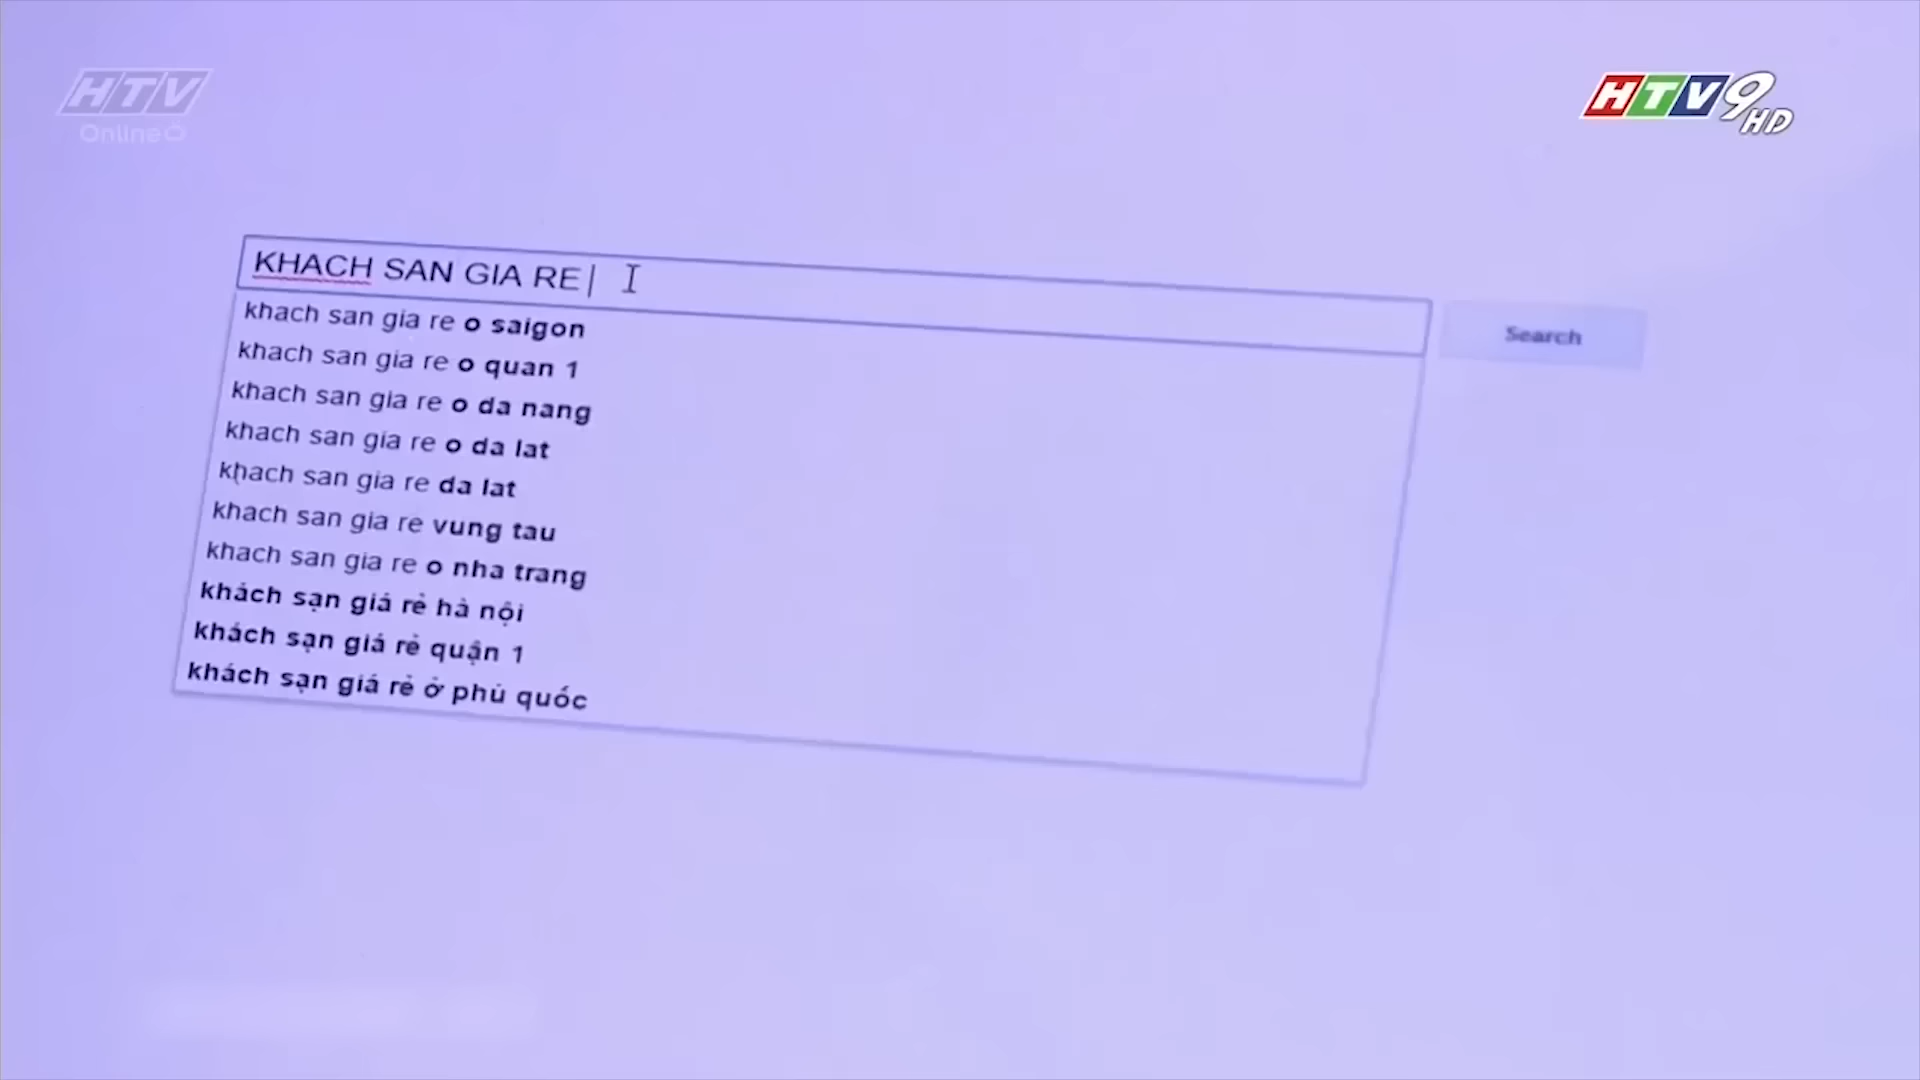 HTV
Online
HTV9
HD
KHACH SAN GIA RE
Search
khach san gia re o saigon
khach san gia re o quan 1
khach san gia re o da nang
khach san gia re o da lat
khach san gia re da lat
khach san gia re vung tau
khach san gia re o nha trang
khách sạn giá rẻ hà nội
khách sạn giá rẻ quận 1
khách sạn giá rẻ ở phú quốc